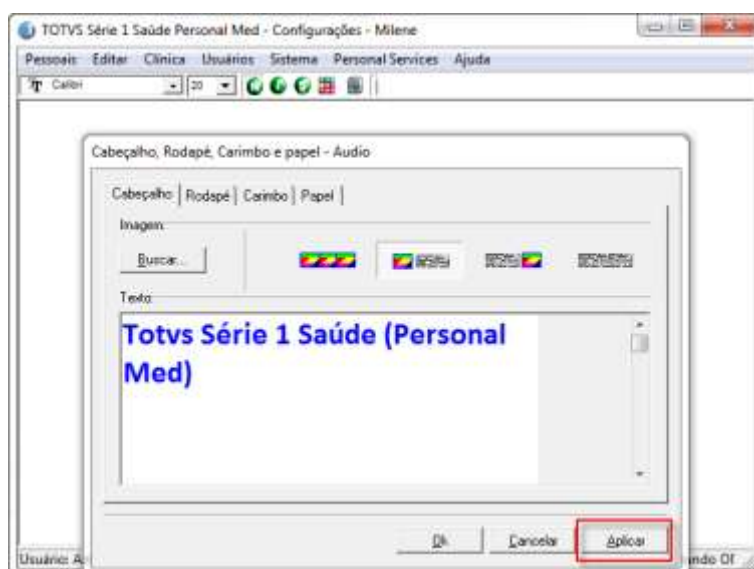 TOTVS Série 1 Saúde Personal Med - Configurações - Milene
Pessoais Editar Clínica Usuários Sistema Personal Services Ajuda
Calibri 20
Cabeçalho, Rodapé, Carimbo e papel - Audio
Cabeçalho Rodapé Carimbo Papel
Imagem
Buscar...
Texto
Totvs Série 1 Saúde (Personal
Med)
Ok Cancelar Aplicar
Usuário: A